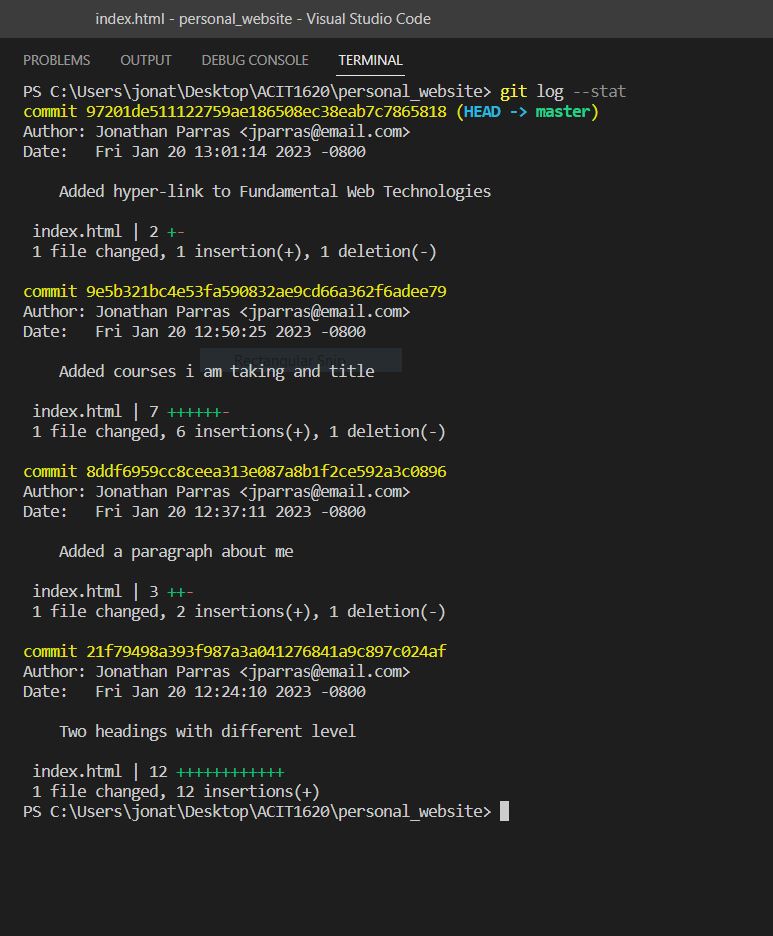 index.html - personal_website - Visual Studio Code
PROBLEMS OUTPUT DEBUG CONSOLE TERMINAL
PS C:\Users\jonat\Desktop\ACIT1620\personal_website> git log --stat
commit 97201de511122759ae186508ec38eab7c7865818 (HEAD -> master)
Author: Jonathan Parras <jparras@email.com>
Date:   Fri Jan 20 13:01:14 2023 -0800
    Added hyper-link to Fundamental Web Technologies
 index.html | 2 +-
 1 file changed, 1 insertion(+), 1 deletion(-)
commit 9e5b321bc4e53fa590832ae9cd66a362f6adee79
Author: Jonathan Parras <jparras@email.com>
Date:   Fri Jan 20 12:50:25 2023 -0800
Rectangular Snip
    Added courses i am taking and title
 index.html | 7 ++++++-
 1 file changed, 6 insertions(+), 1 deletion(-)
commit 8ddf6959cc8ceea313e087a8b1f2ce592a3c0896
Author: Jonathan Parras <jparras@email.com>
Date:   Fri Jan 20 12:37:11 2023 -0800
    Added a paragraph about me
 index.html | 3 ++-
 1 file changed, 2 insertions(+), 1 deletion(-)
commit 21f79498a393f987a3a041276841a9c897c024af
Author: Jonathan Parras <jparras@email.com>
Date:   Fri Jan 20 12:24:10 2023 -0800
    Two headings with different level
 index.html | 12 ++++++++++++
 1 file changed, 12 insertions(+)
PS C:\Users\jonat\Desktop\ACIT1620\personal_website>